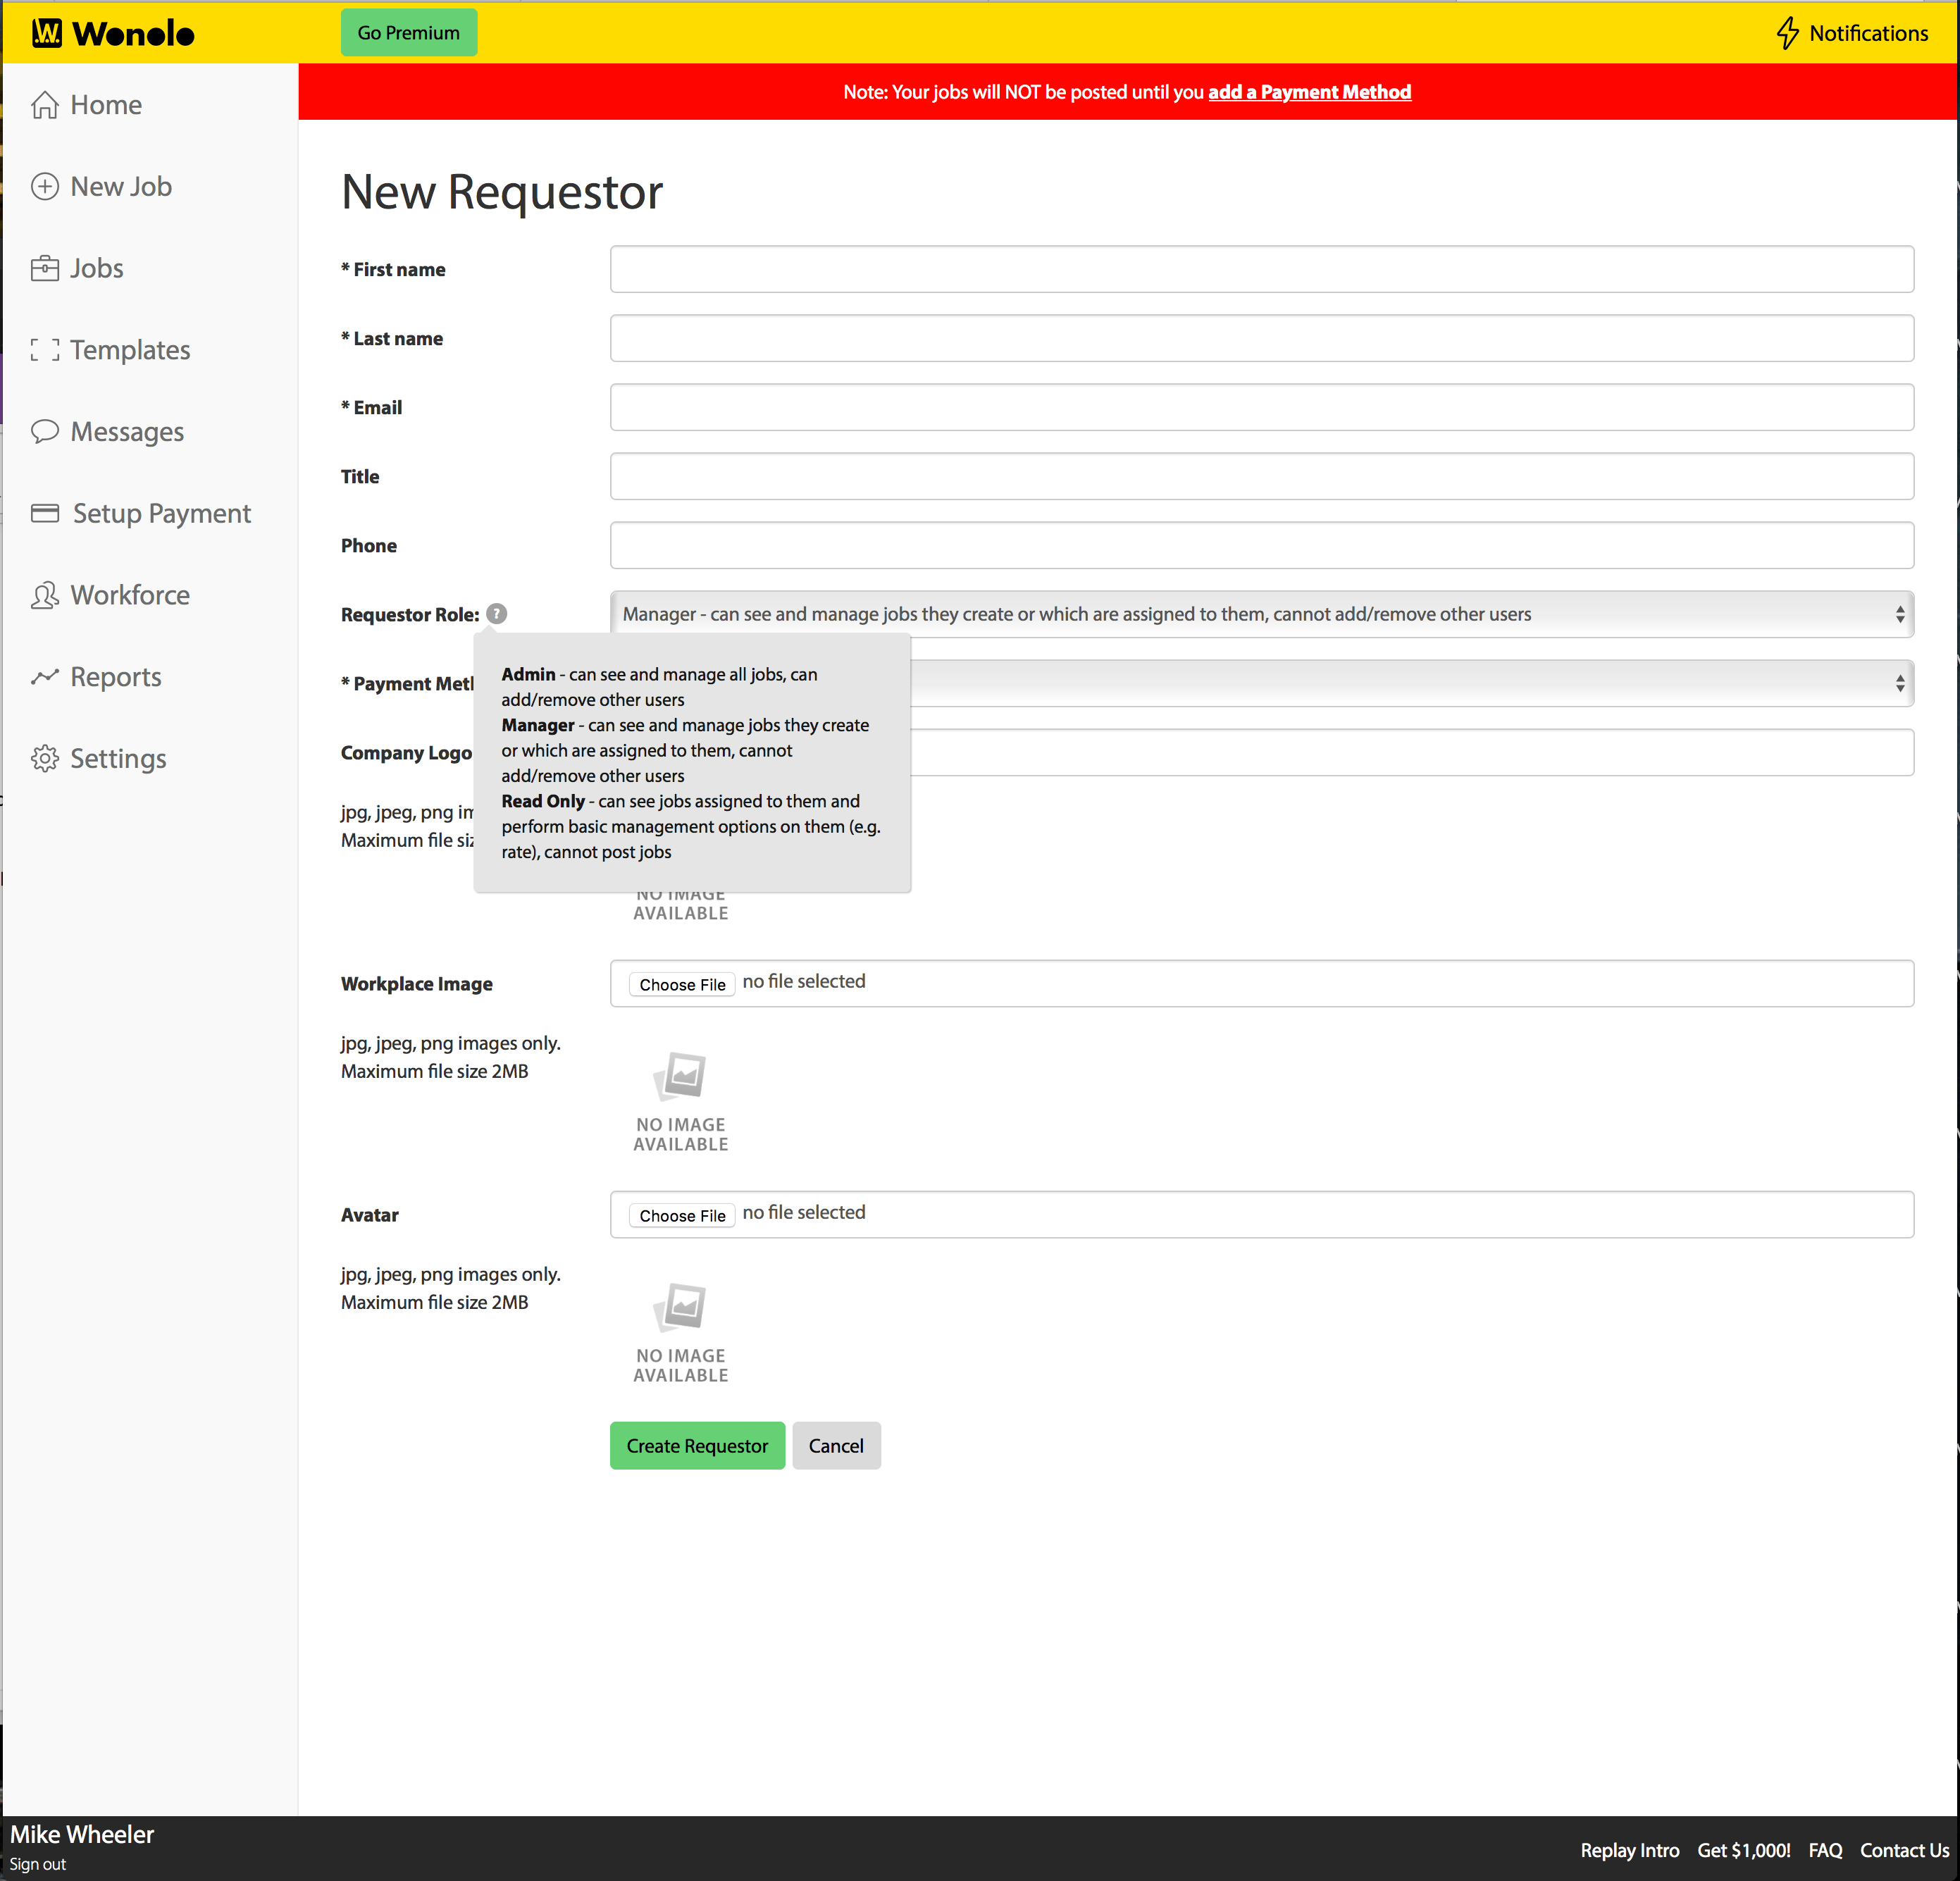 W. Wonolo
Go Premium
Notifications
Home
New Job
Jobs
Templates
Messages
Setup Payment
Workforce
Reports
Settings
Note: Your jobs will NOT be posted until you add a Payment Method
New Requestor
* First name
* Last name
* Email
Title
Phone
Requestor Role: ?
Manager - can see and manage jobs they create or which are assigned to them, cannot add/remove other users
Admin - can see and manage all jobs, can
add/remove other users
Manager - can see and manage jobs they create
or which are assigned to them, cannot
add/remove other users
Read Only - can see jobs assigned to them and
perform basic management options on them (e.g.
rate), cannot post jobs
* Payment
Company Logo
jpg, jpeg, png
Maximum file
NO IMAGE
AVAILABLE
Workplace Image
Choose File no file selected
jpg, jpeg, png images only.
Maximum file size 2MB
NO IMAGE
AVAILABLE
Avatar
Choose File no file selected
jpg, jpeg, png images only.
Maximum file size 2MB
NO IMAGE
AVAILABLE
Create Requestor
Cancel
Mike Wheeler
Sign out
Replay Intro
Get $1,000!
FAQ
Contact Us